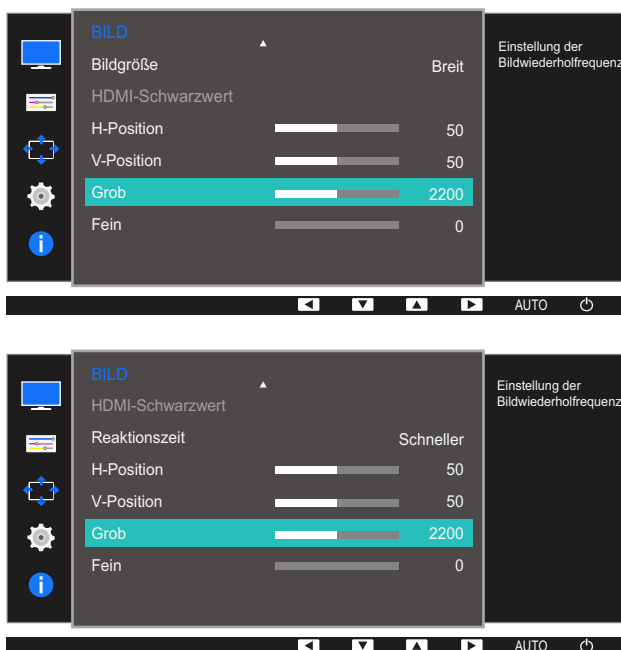 BILD
Bildgröße Breit
HDMI-Schwarzwert
H-Position 50
V-Position 50
Grob 2200
Fein 0
Einstellung der
Bildwiederholfrequenz
AUTO
BILD
HDMI-Schwarzwert
Reaktionszeit Schneller
H-Position 50
V-Position 50
Grob 2200
Fein 0
Einstellung der
Bildwiederholfrequenz
AUTO